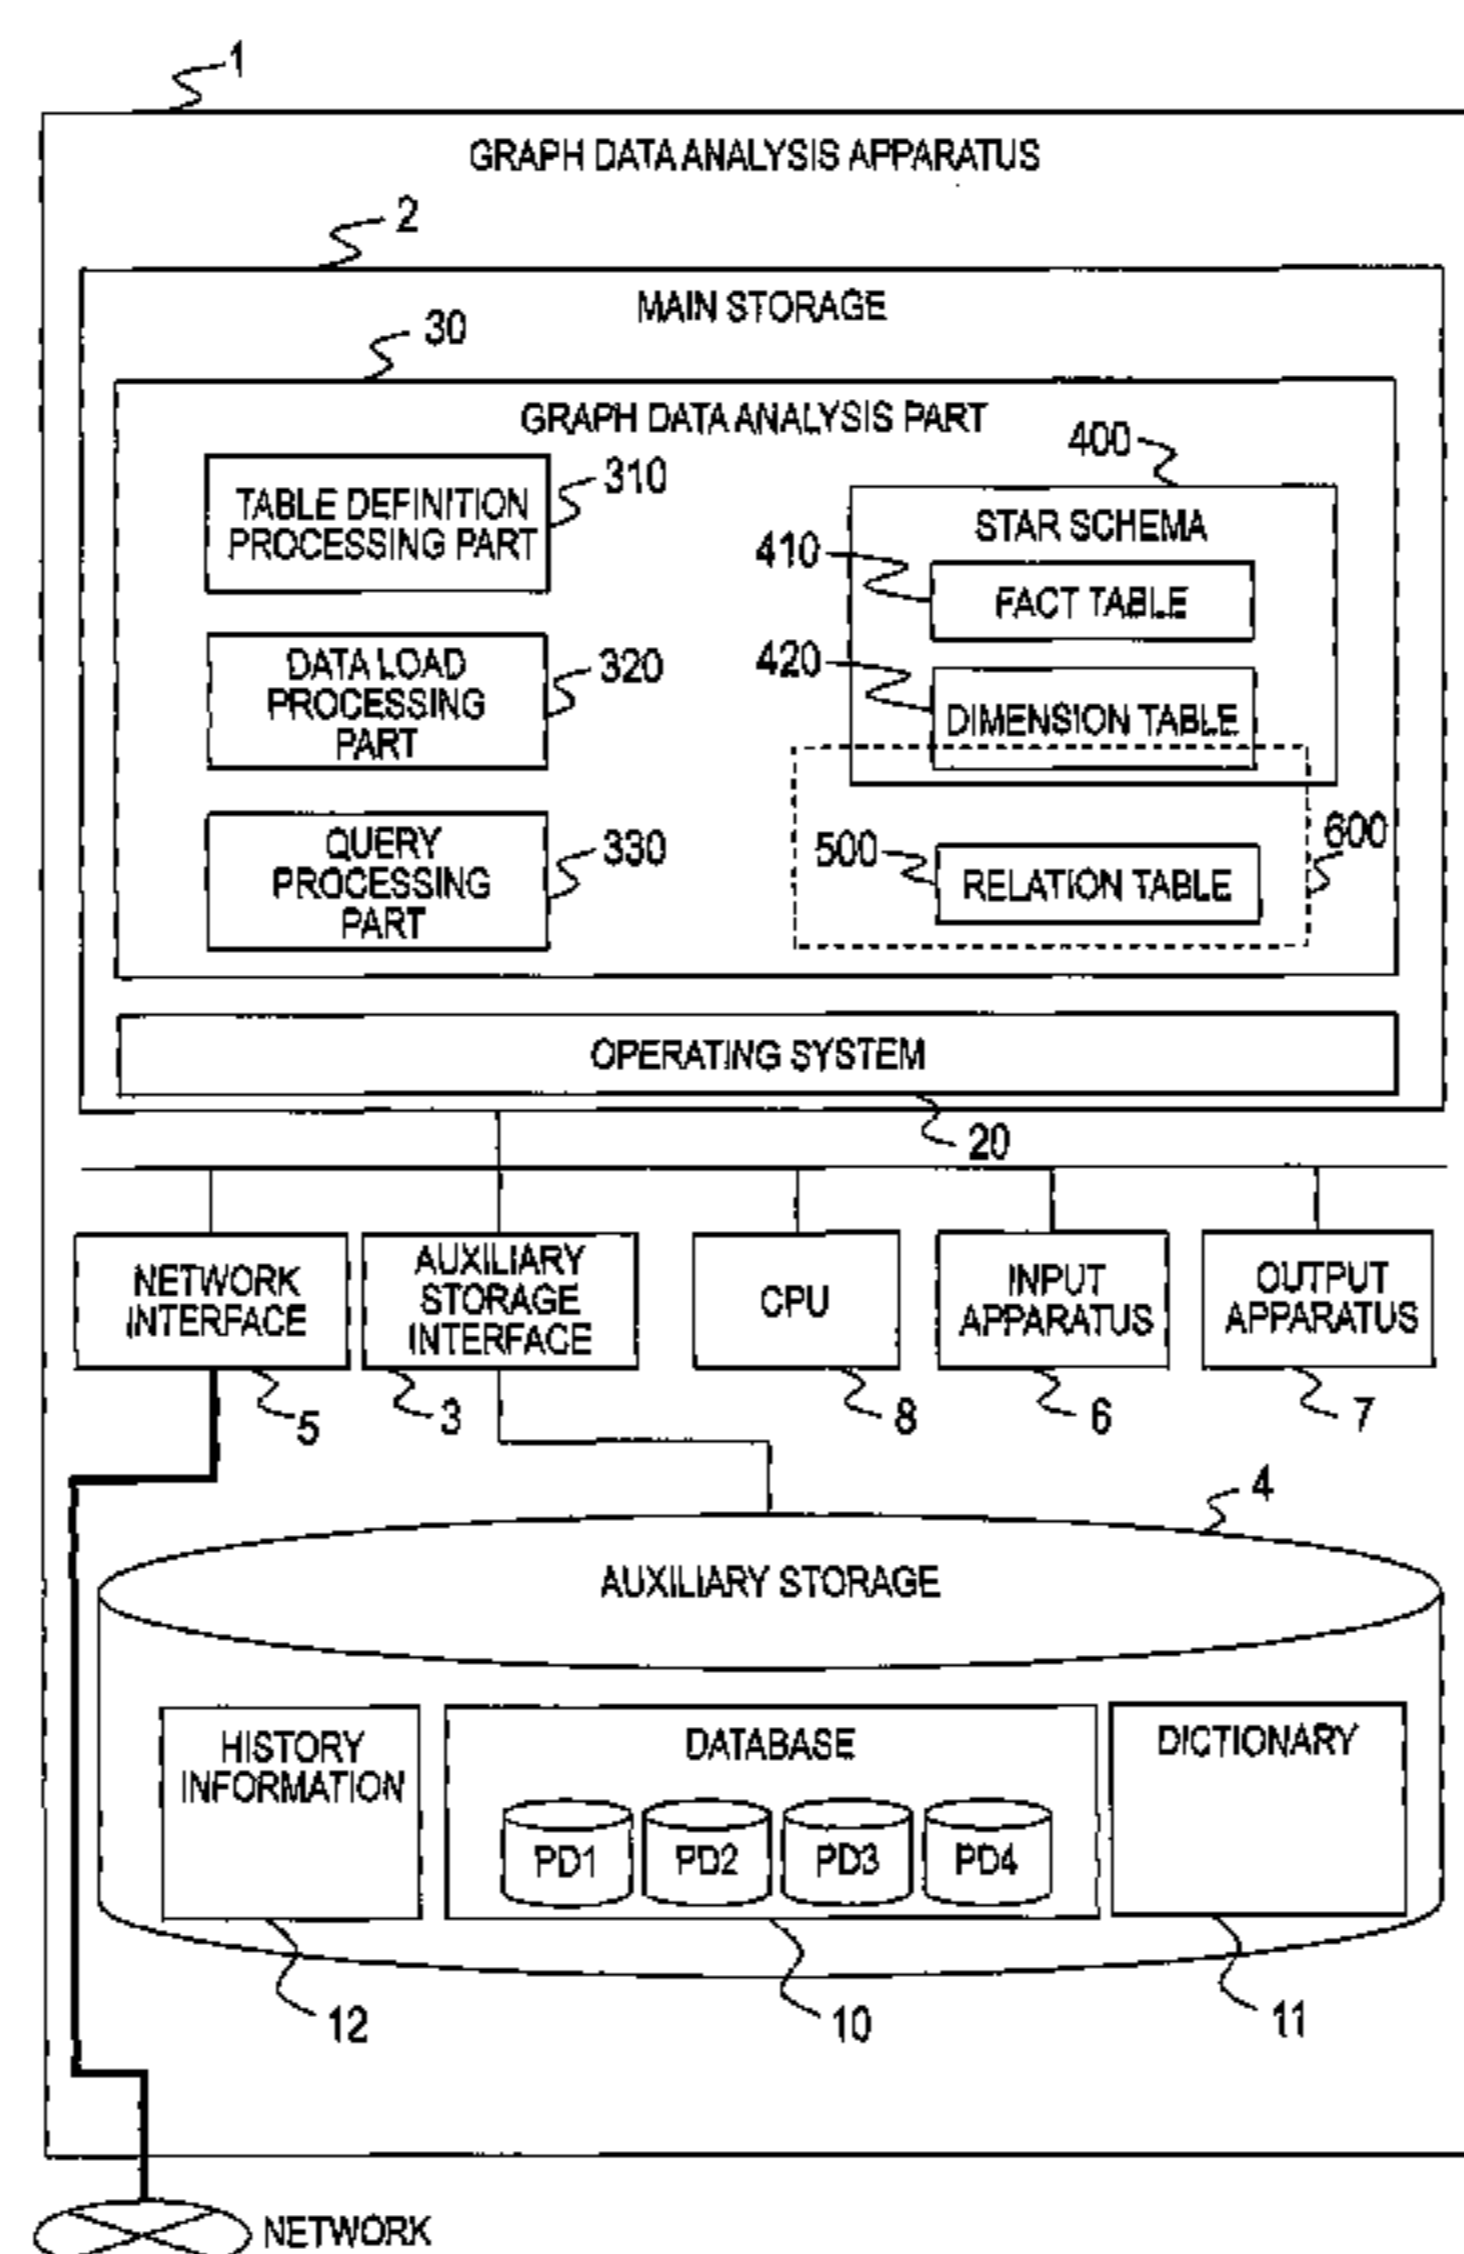 1
GRAPH DATA ANALYSIS APPARATUS
2
MAIN STORAGE
30
GRAPH DATA ANALYSIS PART
400
310
TABLE DEFINITION
PROCESSING PART
STAR SCHEMA
410
FACT TABLE
320
DATA LOAD
PROCESSING
PART
420
DIMENSION TABLE
330
QUERY
PROCESSING
PART
500
RELATION TABLE
600
OPERATING SYSTEM
20
NETWORK
INTERFACE
AUXILIARY
STORAGE
INTERFACE
CPU
INPUT
APPARATUS
OUTPUT
APPARATUS
5
3
8
6
7
4
AUXILIARY STORAGE
HISTORY
INFORMATION
DATABASE
DICTIONARY
PD1
PD2
PD3
PD4
12
10
11
NETWORK